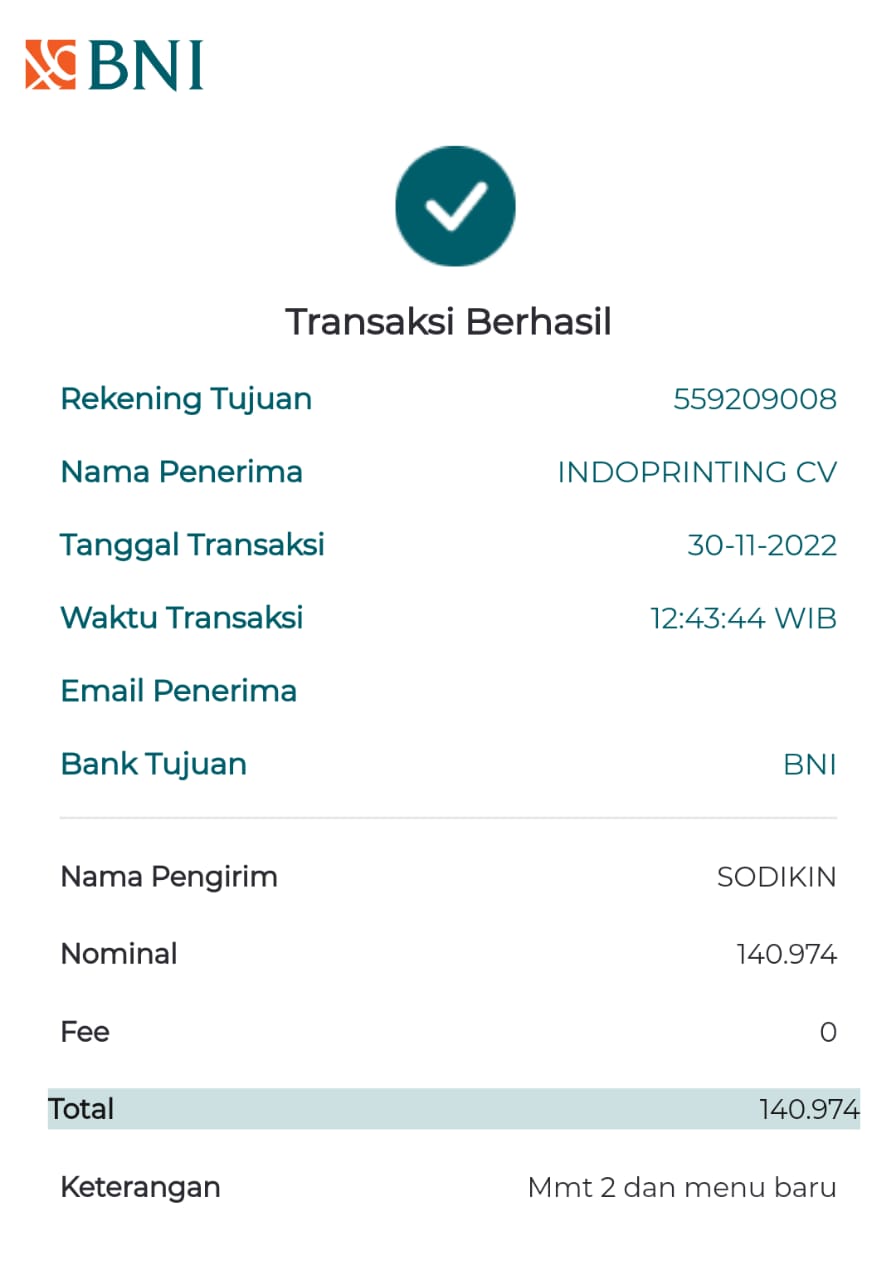 BNI
Transaksi Berhasil
Rekening Tujuan 559209008
Nama Penerima INDOPRINTING CV
Tanggal Transaksi 30-11-2022
Waktu Transaksi 12:43:44 WIB
Email Penerima
Bank Tujuan BNI
Nama Pengirim SODIKIN
Nominal 140.974
Fee 0
Total 140.974
Keterangan Mmt 2 dan menu baru